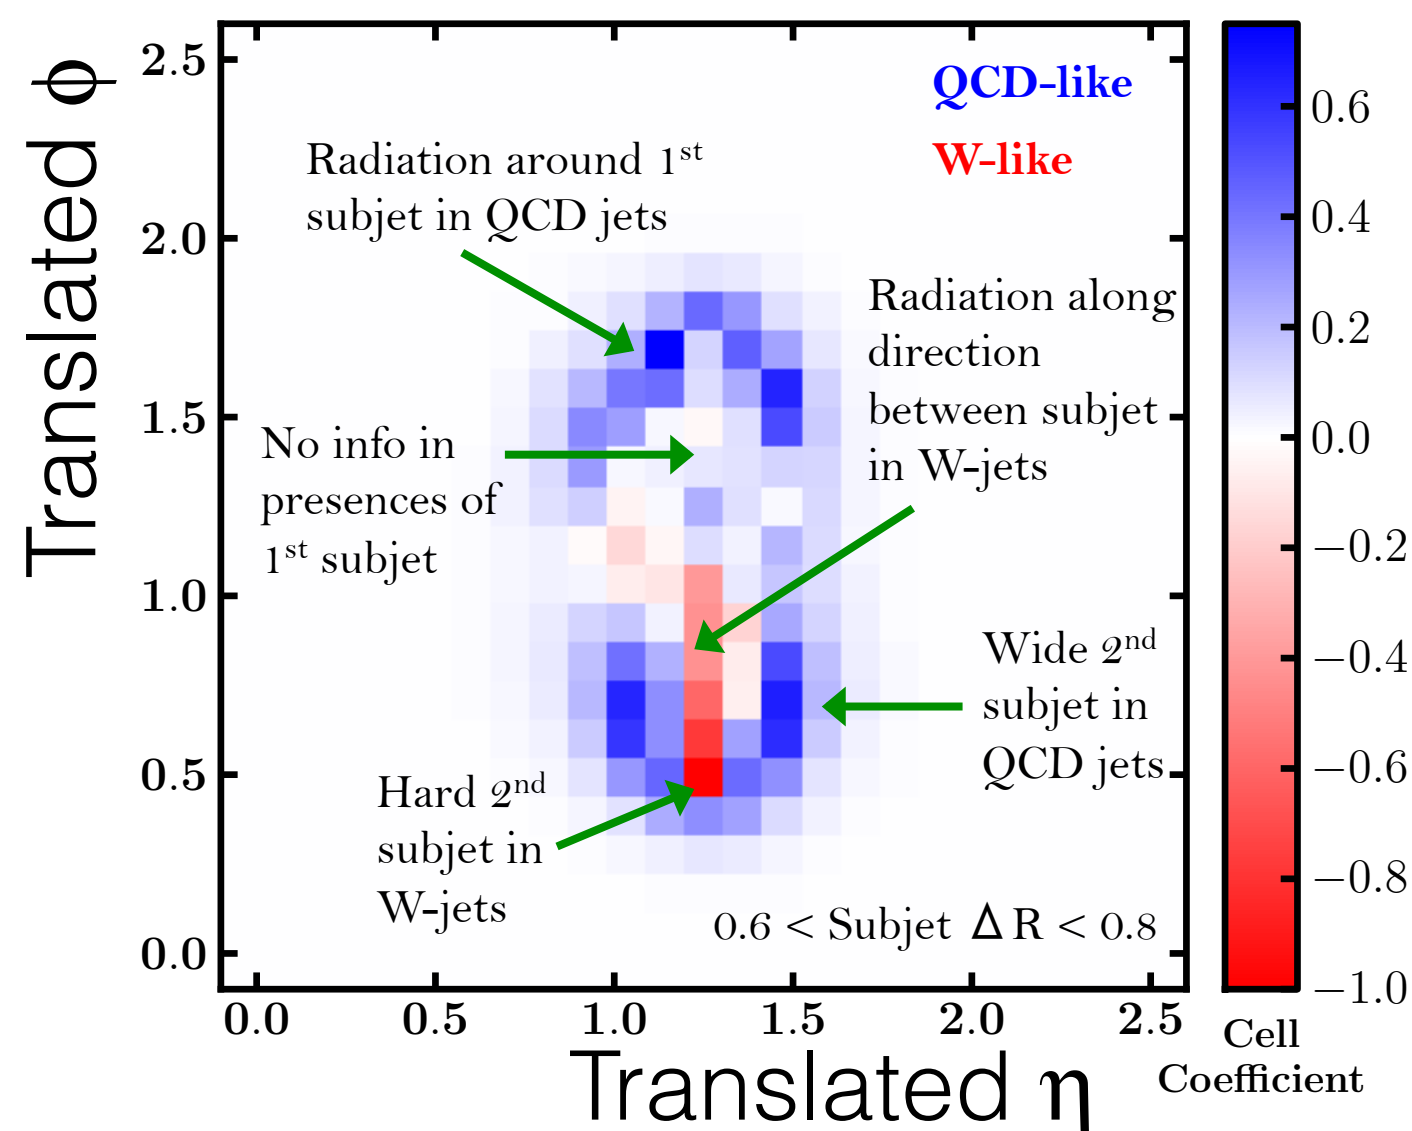 QCD-like
W-like
Radiation around 1st
subjet in QCD jets
Radiation along
direction
between subjet
in W-jets
No info in
presences of
1st subjet
Wide 2nd
subjet in
QCD jets
Hard 2nd
subjet in
W-jets
0.6 < Subjet Δ R < 0.8
Translated ϕ
2.5
2.0
1.5
1.0
0.5
0.0
0.0 0.5 1.0 1.5 2.0 2.5
Translated η
0.6
0.4
0.2
0.0
−0.2
−0.4
−0.6
−0.8
−1.0
Cell
Coefficient